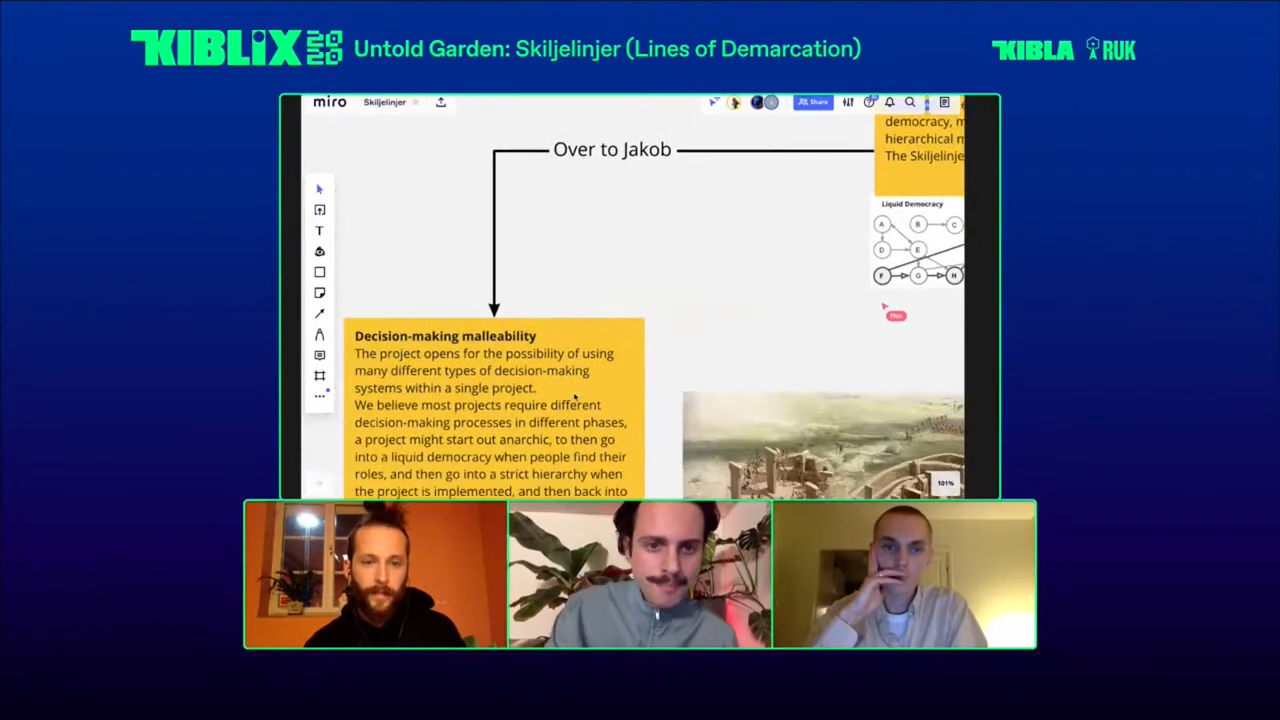 KIBLIX 2020 Untold Garden: Skiljelinjer (Lines of Demarcation) KIBLA RUK
miro Skiljelinjer Share
democracy, m
hierarchical m
The Skiljelinje
Over to Jakob
Liquid Democracy
A B C
D E
F G H
Decision-making malleability
The project opens for the possibility of using
many different types of decision-making
systems within a single project.
We believe most projects require different
decision-making processes in different phases,
a project might start out anarchic, to then go
into a liquid democracy when people find their
roles, and then go into a strict hierarchy when
the project is implemented, and then back into
101%